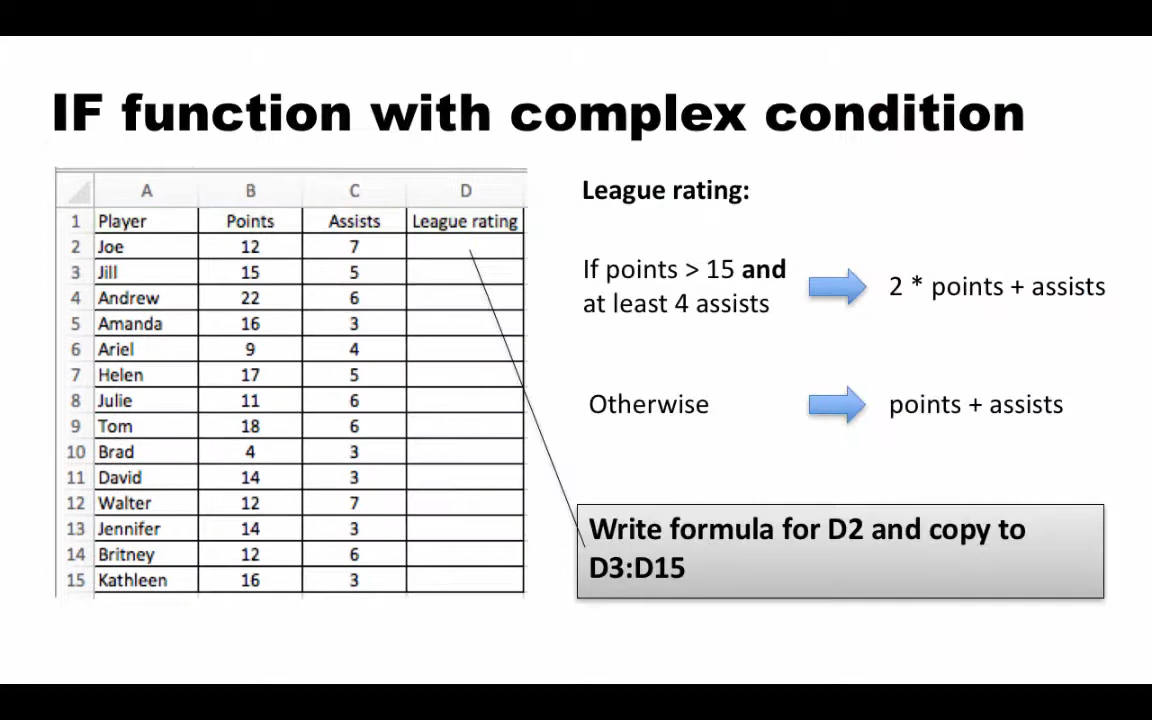 IF function with complex condition
A B C D
1 Player Points Assists League rating
2 Joe 12 7
3 Jill 15 5
4 Andrew 22 6
5 Amanda 16 3
6 Ariel 9 4
7 Helen 17 5
8 Julie 11 6
9 Tom 18 6
10 Brad 4 3
11 David 14 3
12 Walter 12 7
13 Jennifer 14 3
14 Britney 12 6
15 Kathleen 16 3
League rating:
If points > 15 and
at least 4 assists
2 * points + assists
Otherwise
points + assists
Write formula for D2 and copy to
D3:D15